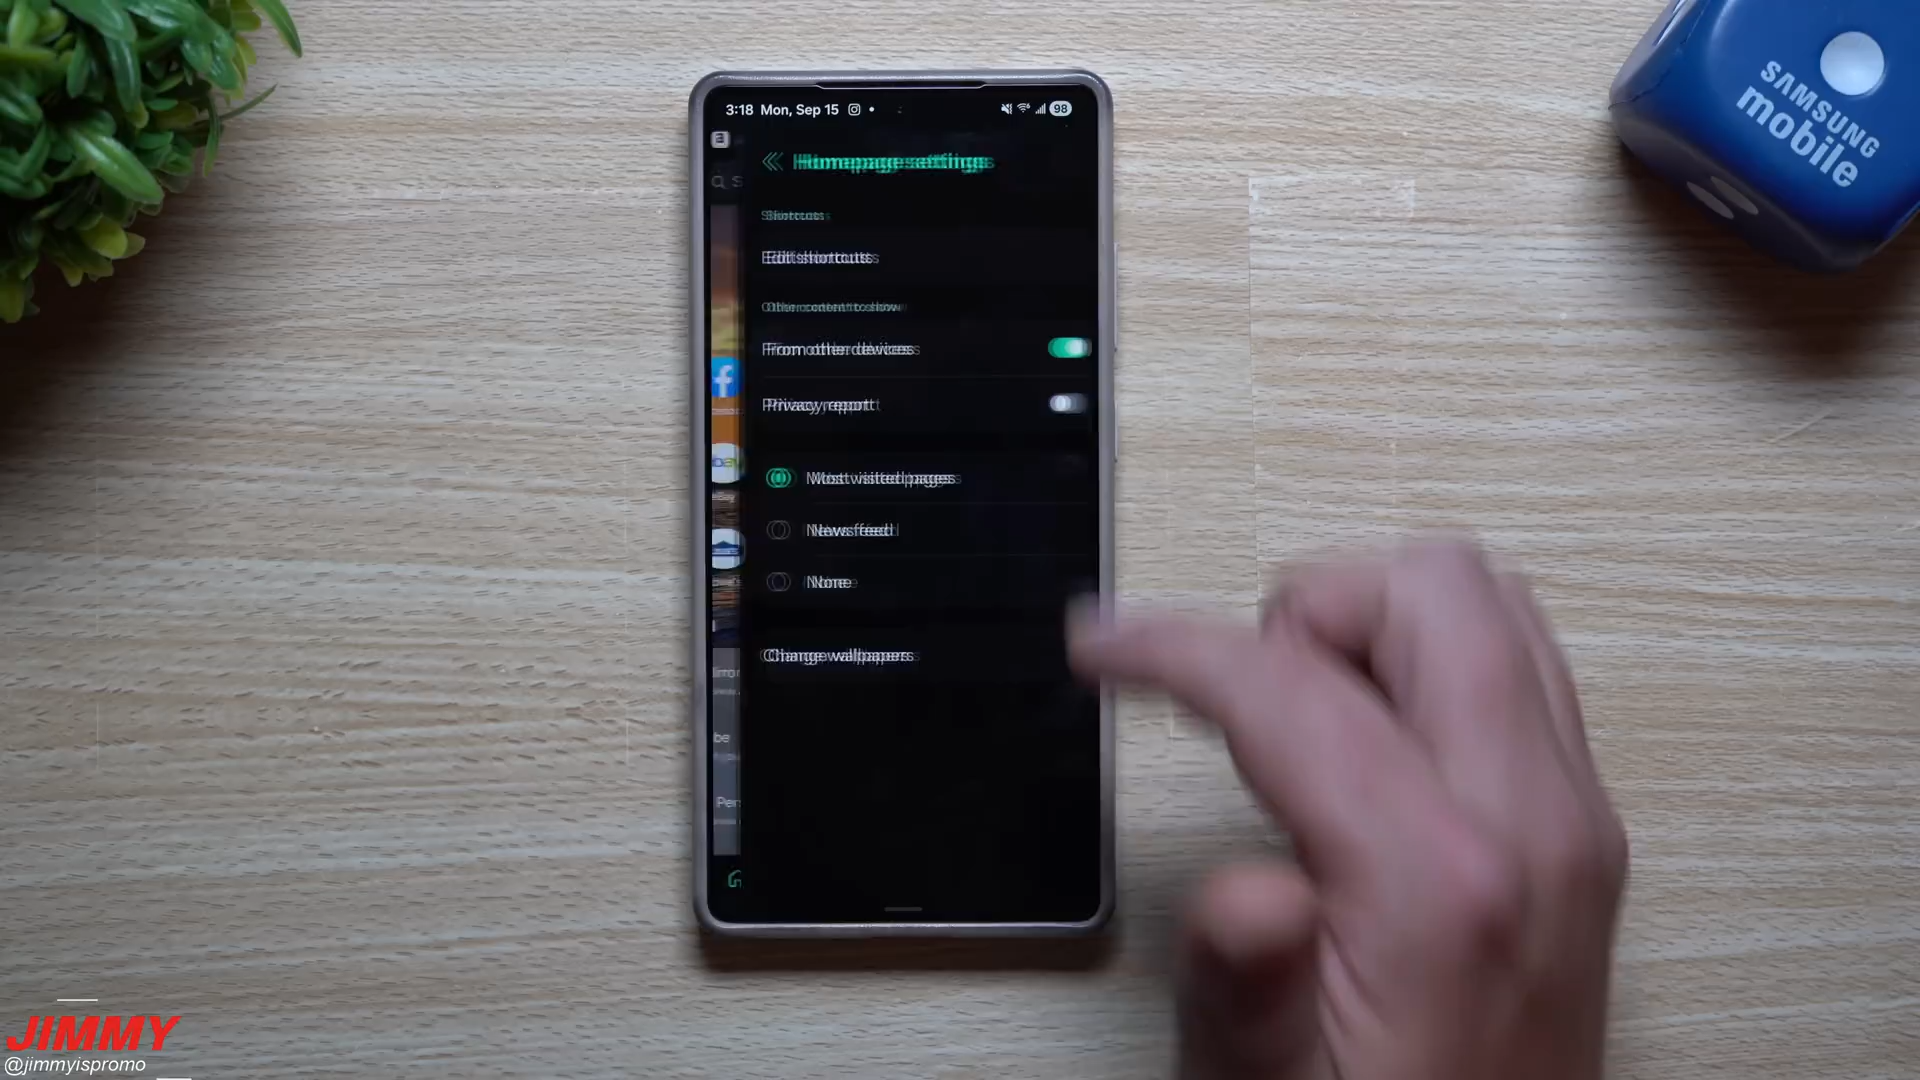 SAMSUNG
mobile
3:18 Mon, Sep 15
98
a
Homepage settings
Shortcuts
Edit shortcuts
Other content to show
From other devices
Privacy report
Most visited pages
News feed
None
Change wallpapers
JIMMY
@jimmyispromo